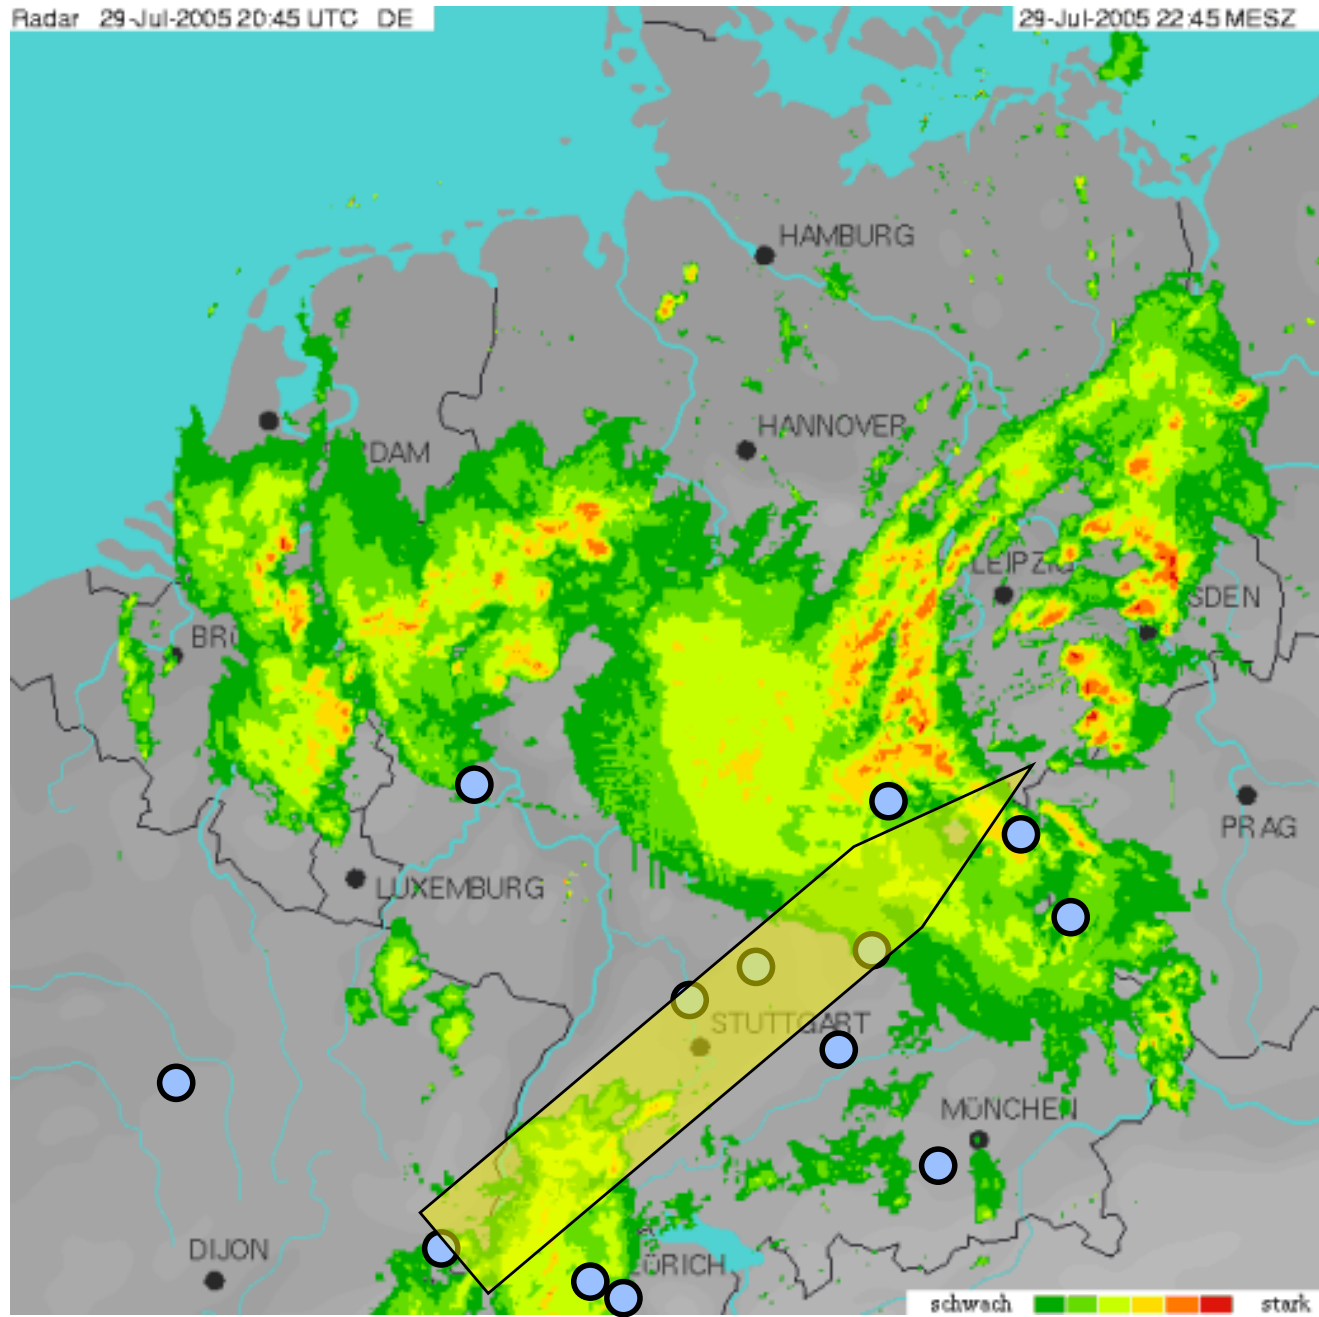 Radar 29-Jul-2005 20:45 UTC DE
29-Jul-2005 22:45 MESZ
HAMBURG
HANNOVER
DAM
LEIPZIG
SDEN
BRÜ
PRAG
LUXEMBURG
STUTTGART
MÜNCHEN
DIJON
ZÜRICH
schwach stark